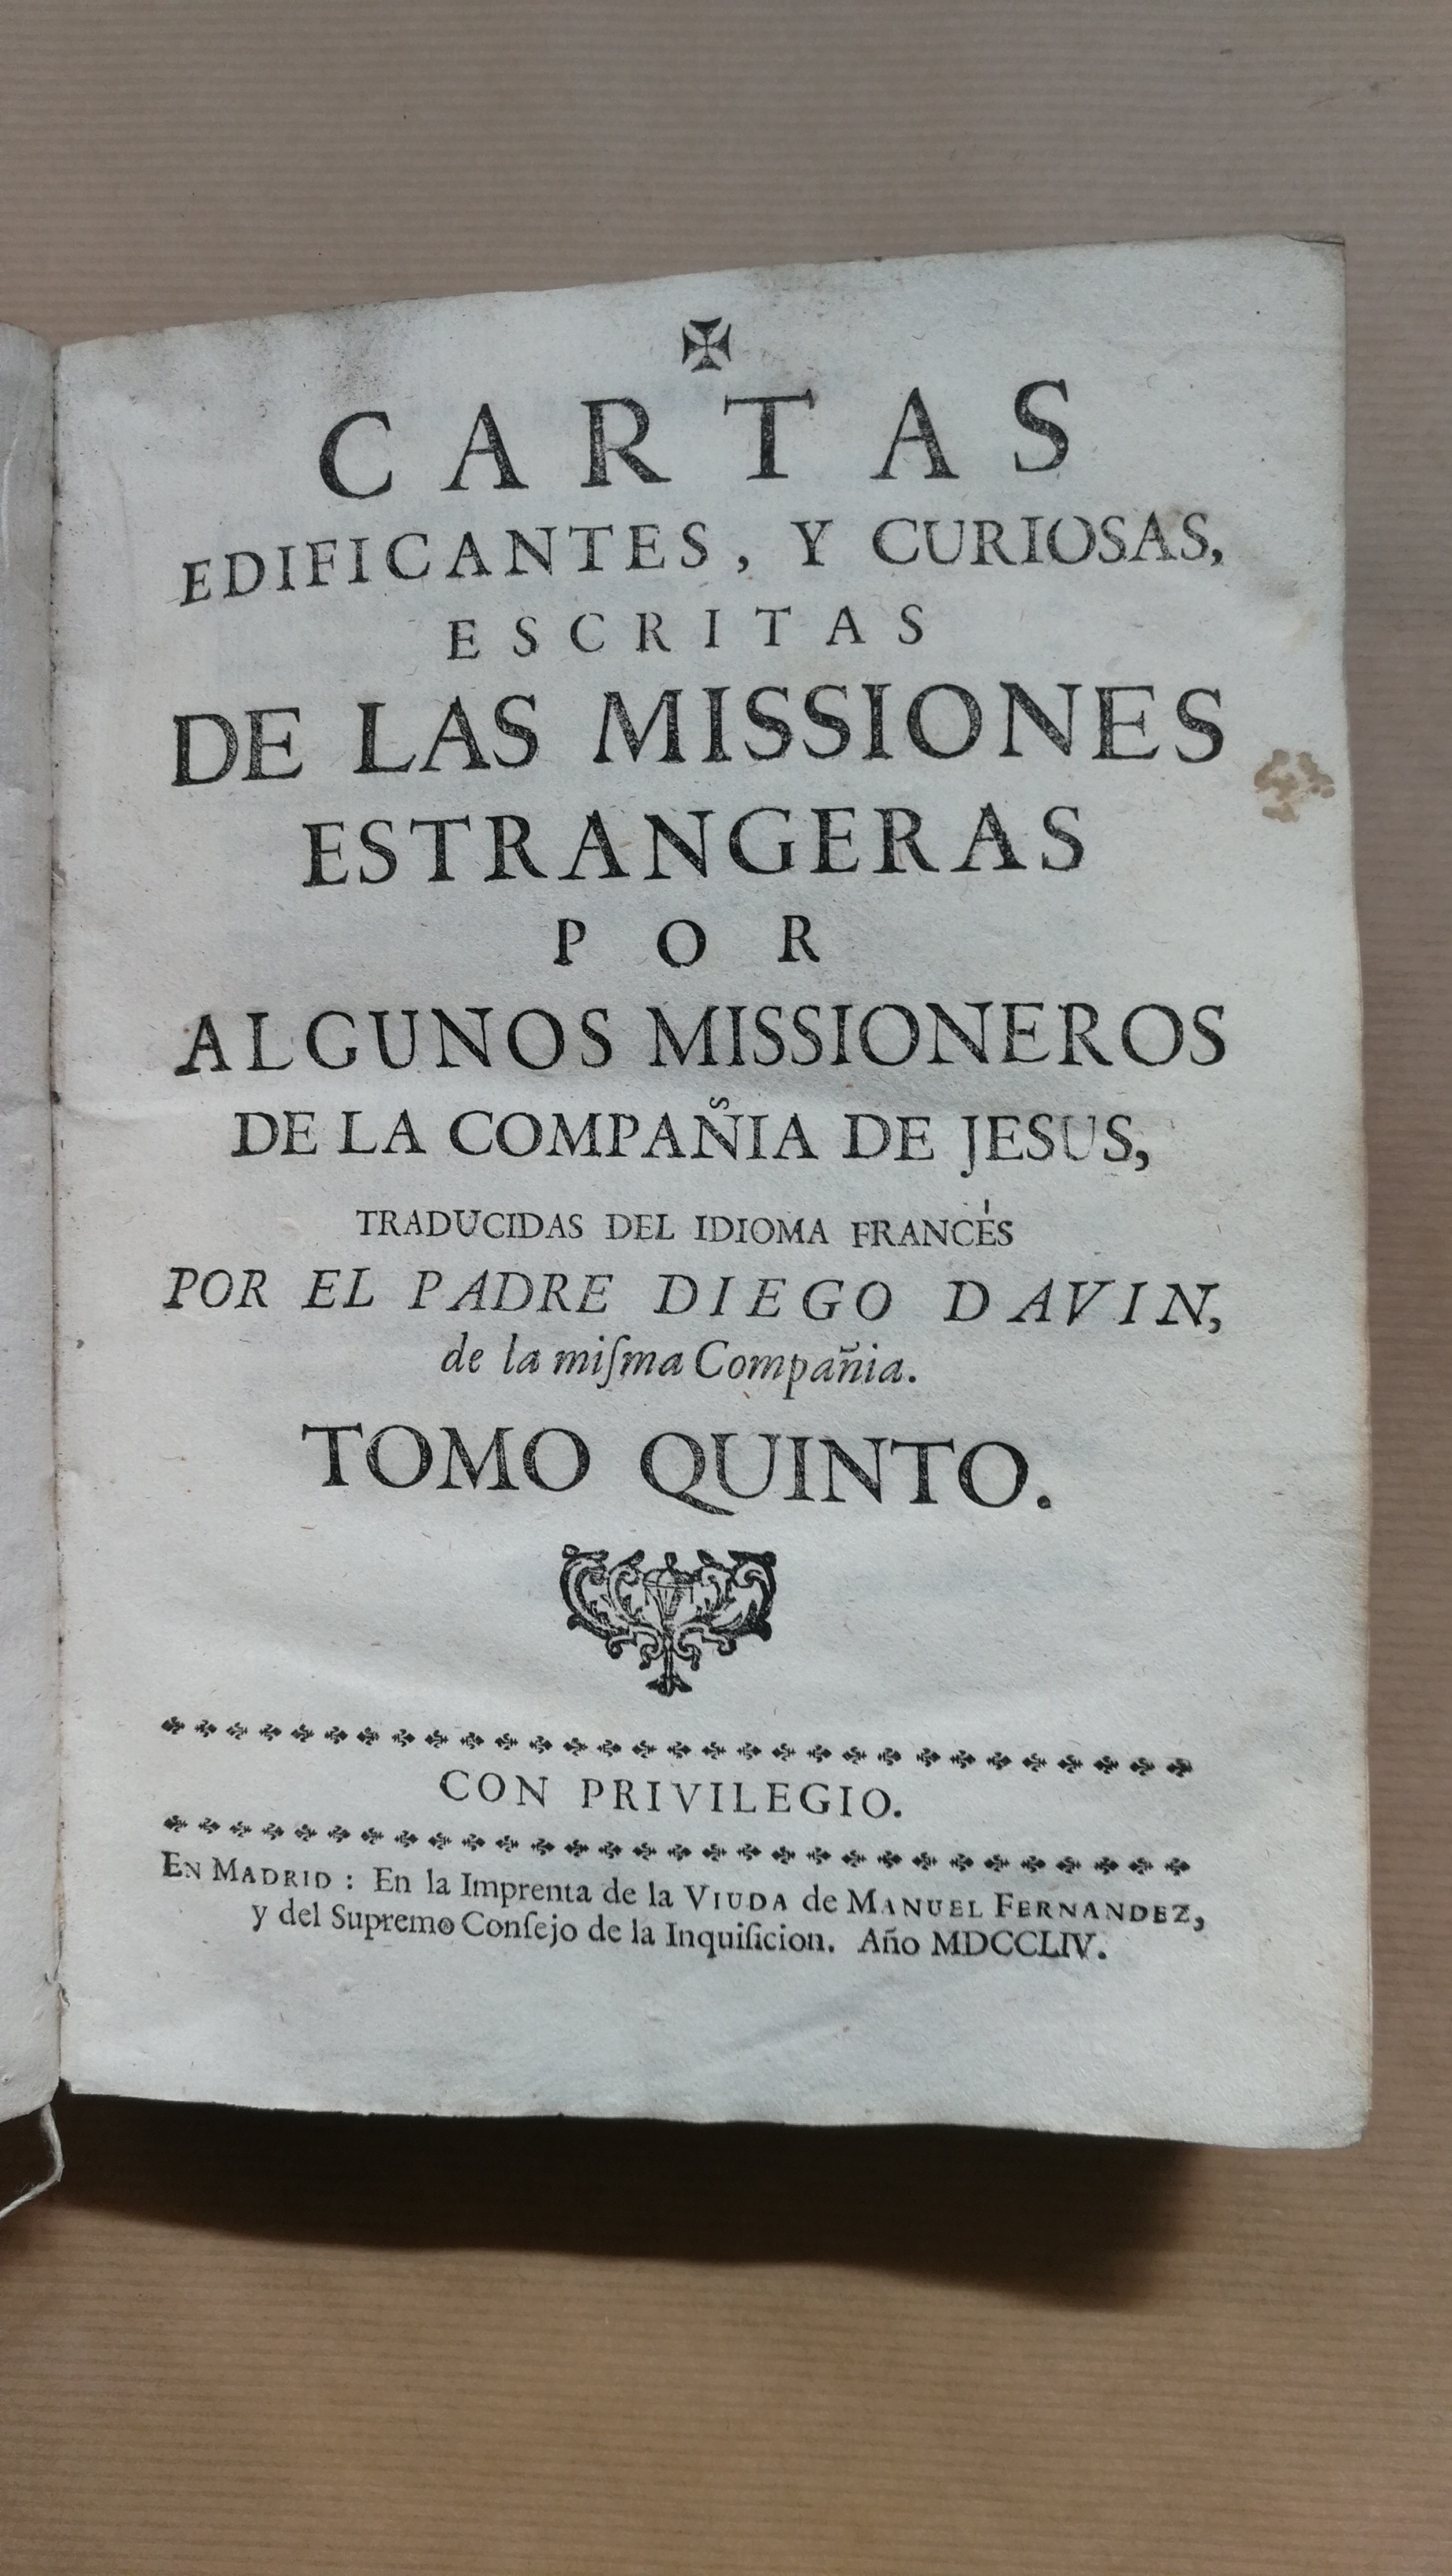 CARTAS
EDIFICANTES, Y CURIOSAS,
ESCRITAS
DE LAS MISSIONES
ESTRANGERAS
POR
ALGUNOS MISSIONEROS
DE LA COMPAÑIA DE JESUS,
TRADUCIDAS DEL IDIOMA FRANCÉS
POR EL PADRE DIEGO DAVIN,
de la miſma Compañia.
TOMO QUINTO.
CON PRIVILEGIO.
EN MADRID : En la Imprenta de la VIUDA de MANUEL FERNANDEZ,
y del Supremo Conſejo de la Inquiſicion. Año MDCCLIV.